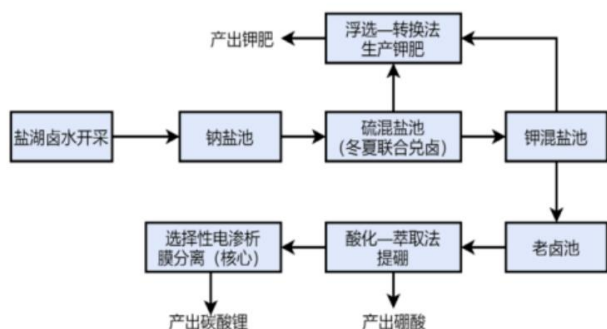 产出钾肥
浮选—转换法
生产钾肥
盐湖卤水开采
钠盐池
硫混盐池
（冬夏联合兑卤）
钾混盐池
选择性电渗析
膜分离（核心）
酸化—萃取法
提硼
老卤池
产出碳酸锂
产出硼酸